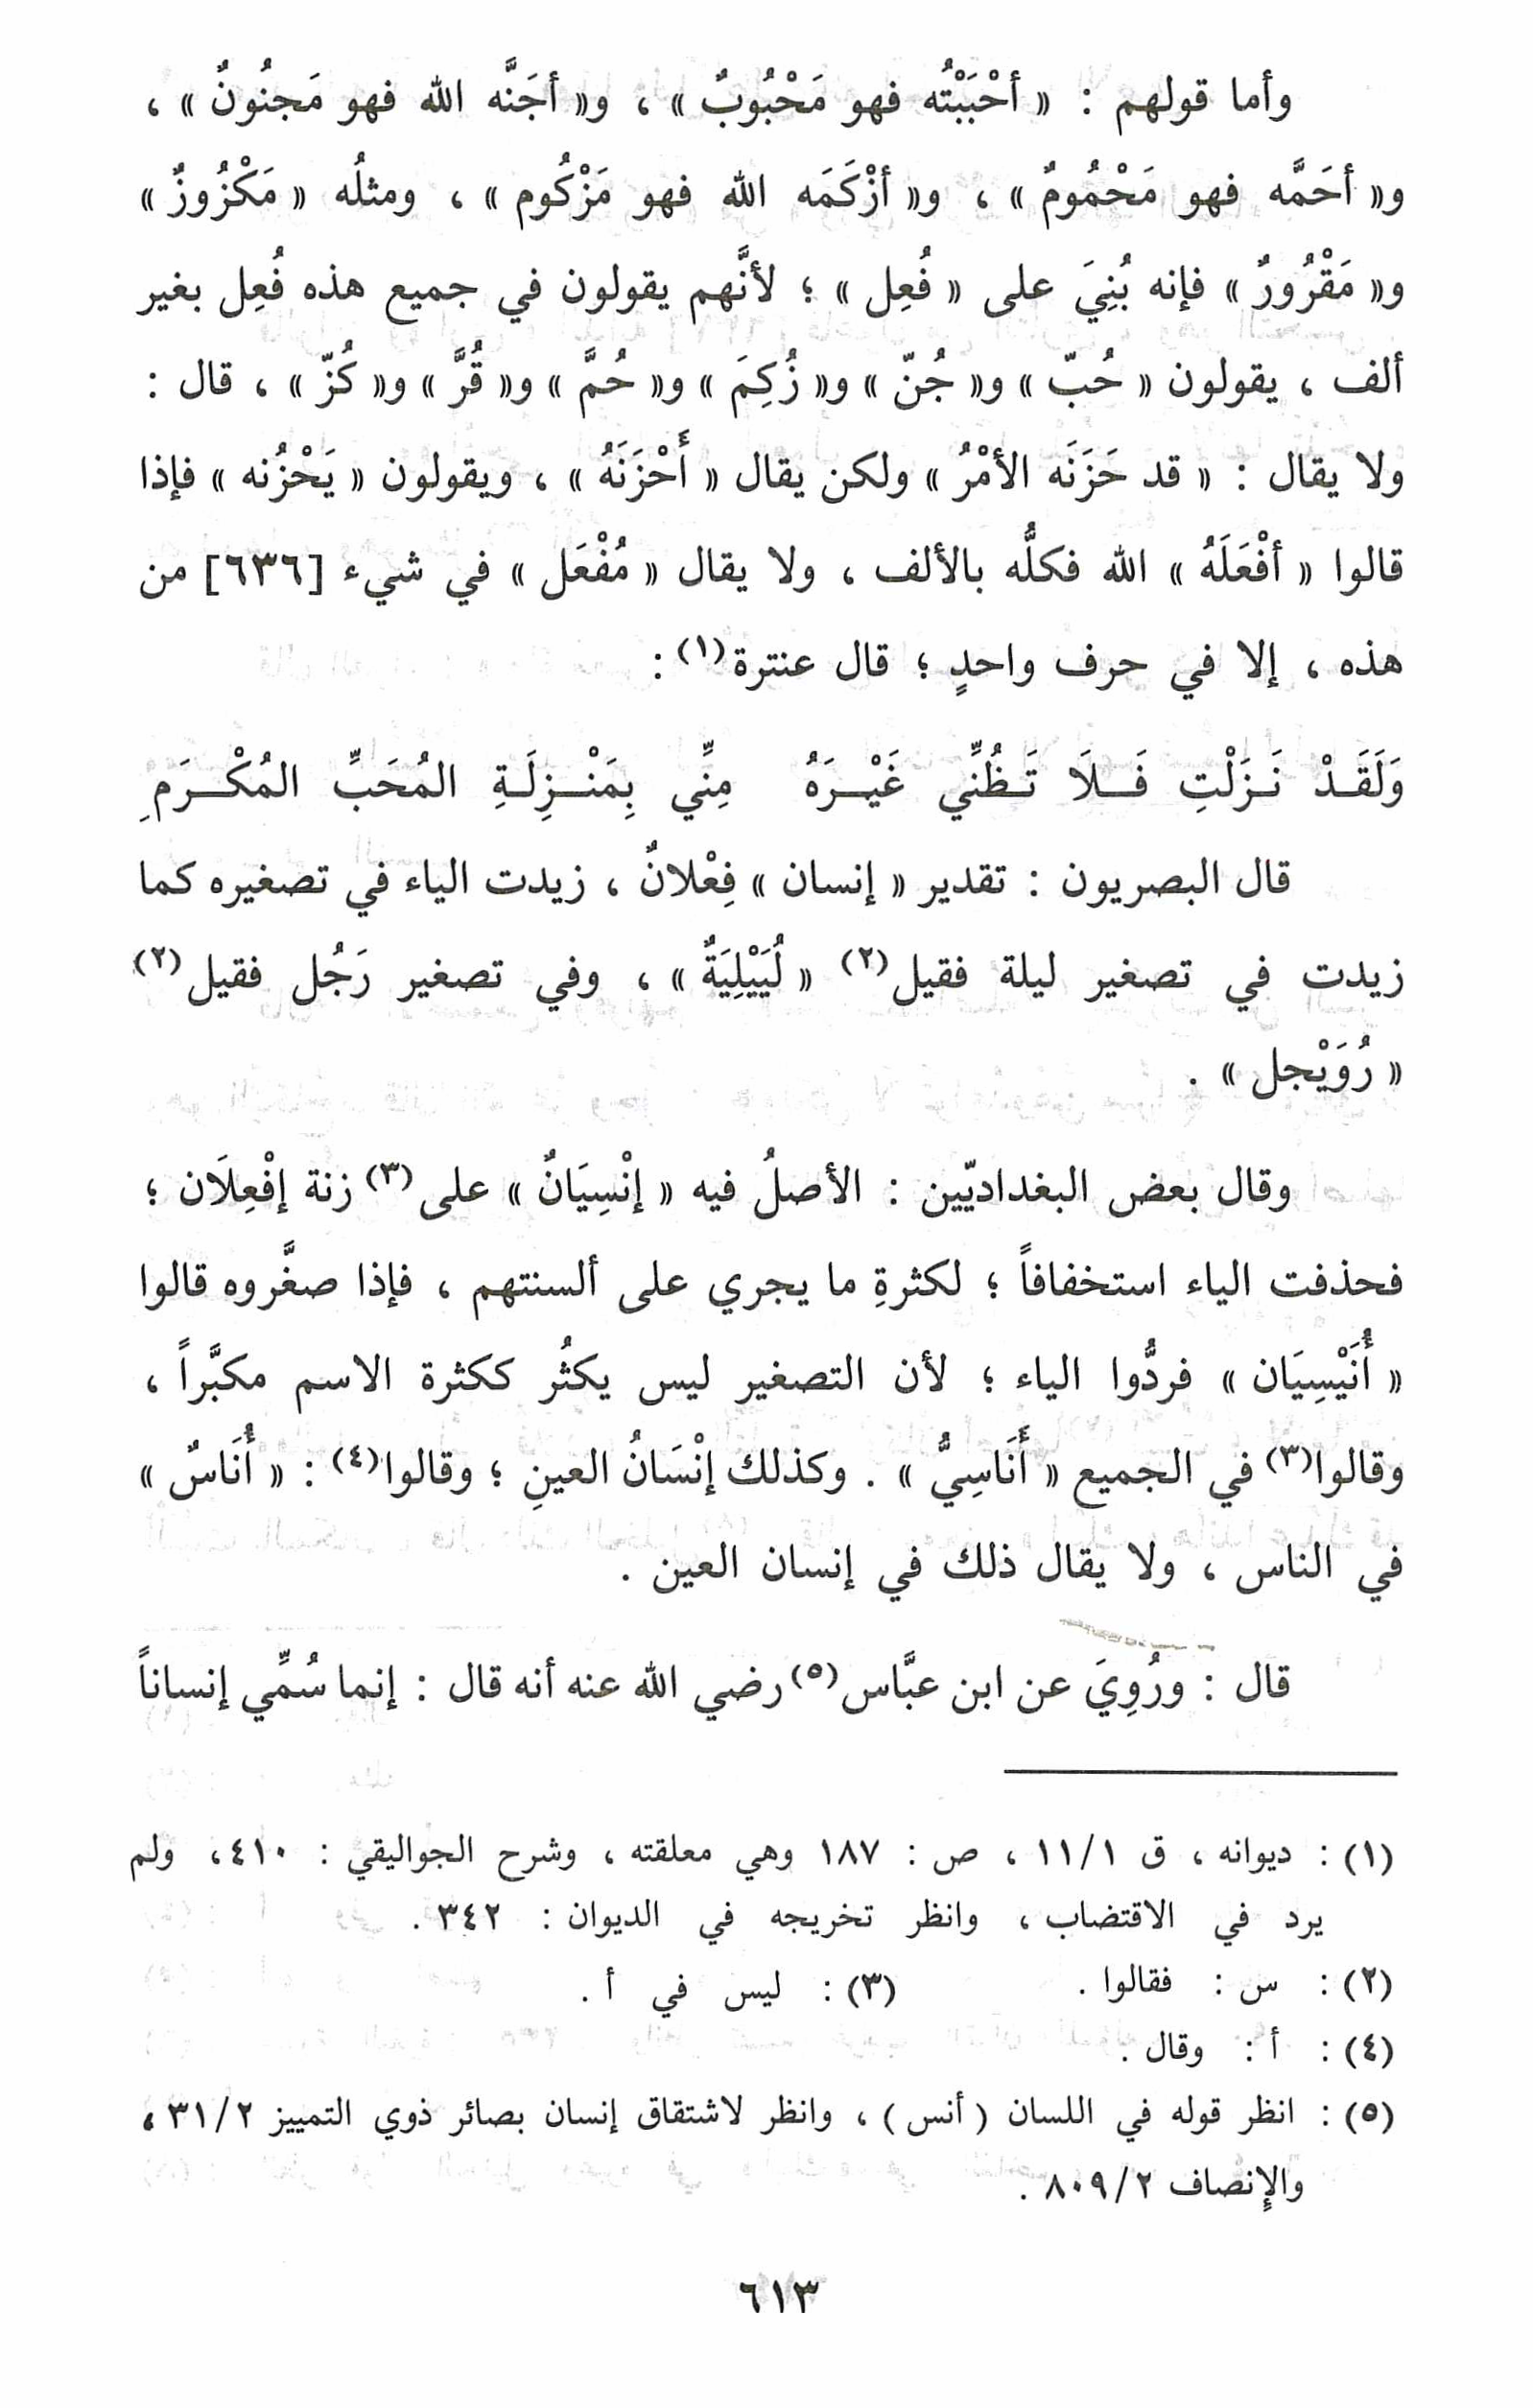 وأما قولهم : « أحْبَبْتُه فهو مَحْبُوبٌ » ، و« أجَنَّه الله فهو مَجنُونٌ » ،
و« أحَمَّه فهو مَحْمُومٌ » ، و« أزْكَمَه الله فهو مَزْكُوم » ، ومثلُه « مَكْزُوزٌ »
و« مَقْرُورٌ » فإنه بُنِيَ على « فُعِل » ؛ لأنَّهم يقولون في جميع هذه فُعِل بغير
ألف ، يقولون « حُبّ » و« جُنّ » و« زُكِمَ » و« حُمَّ » و« قُرَّ » و« كُزّ » ، قال :
ولا يقال : « قد حَزَنَه الأمْرُ » ولكن يقال « أَحْزَنَهُ » ، ويقولون « يَحْزُنه » فإذا
قالوا « أفْعَلَهُ » الله فكلُّه بالألف ، ولا يقال « مُفْعَل » في شيء [٦٣٦] من
هذه ، إلا في حرف واحدٍ ؛ قال عنترة(١) :
وَلَقَدْ نَزَلْتِ فَلاَ تَظُنِّي غَيْرَهُ مِنِّي بِمَنْزِلَةِ المُحَبِّ المُكْرَمِ
قال البصريون : تقدير « إنسان » فِعْلانٌ ، زيدت الياء في تصغيره كما
زيدت في تصغير ليلة فقيل(٢) « لُيَيْلِيَةٌ » ، وفي تصغير رَجُل فقيل(٢)
« رُوَيْجل » .
وقال بعض البغداديّين : الأصلُ فيه « إنْسِيَانٌ » على(٣) زنة إفْعِلَان ؛
فحذفت الياء استخفافاً ؛ لكثرةِ ما يجري على ألسنتهم ، فإذا صغَّروه قالوا
« أُنَيْسِيَان » فردُّوا الياء ؛ لأن التصغير ليس يكثُر ككثرة الاسم مكبَّراً ،
وقالوا(٣) في الجميع « أَنَاسِيُّ » . وكذلك إنْسَانُ العينِ ؛ وقالوا(٤) : « أُنَاسٌ »
في الناس ، ولا يقال ذلك في إنسان العين .
قال : ورُوِيَ عن ابن عبَّاس(٥) رضي الله عنه أنه قال : إنما سُمِّي إنساناً
(١) : ديوانه ، ق ١١/١ ، ص : ١٨٧ وهي معلقته ، وشرح الجواليقي : ٤١٠، ولم
يرد في الاقتضاب ، وانظر تخريجه في الديوان : ٣٤٢ .
(٢) : س : فقالوا . (٣) : ليس في أ .
(٤) : أ : وقال .
(٥) : انظر قوله في اللسان ( أنس ) ، وانظر لاشتقاق إنسان بصائر ذوي التمييز ٣١/٢ ،
والإنصاف ٨٠٩/٢ .
٦١٣